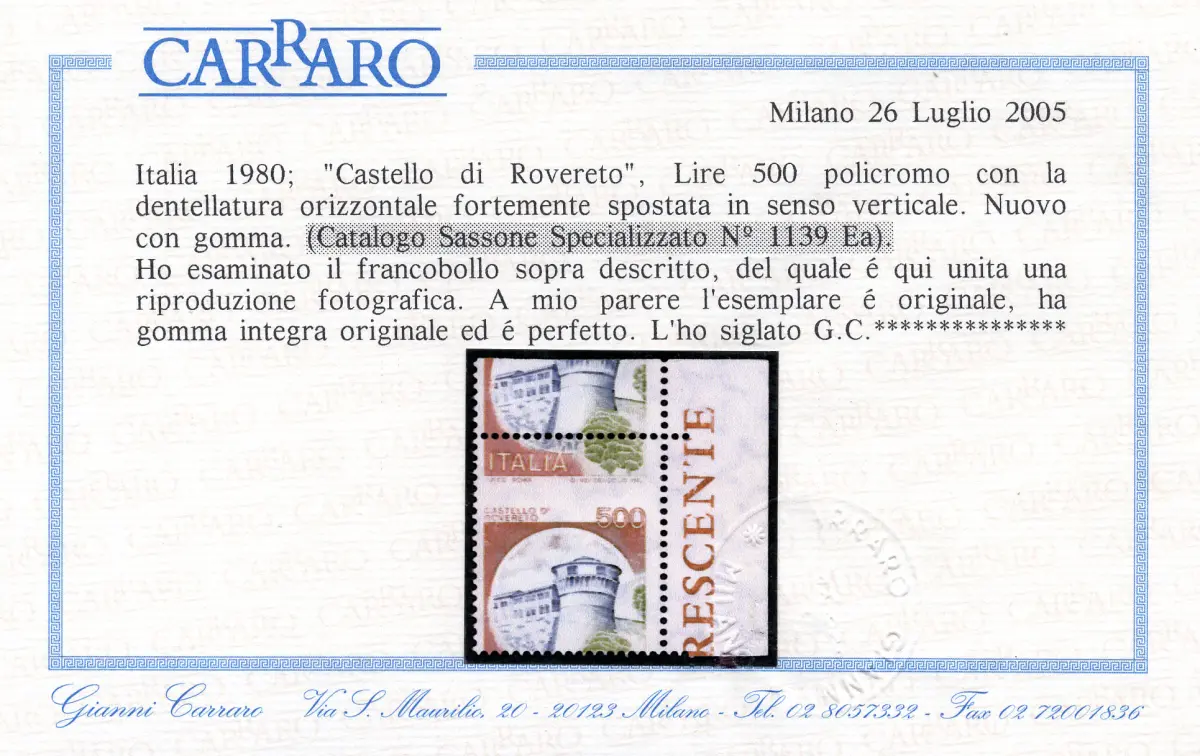 CARRARO
Milano 26 Luglio 2005
Italia 1980; "Castello di Rovereto", Lire 500 policromo con la
dentellatura orizzontale fortemente spostata in senso verticale. Nuovo
con gomma. (Catalogo Sassone Specializzato Nº 1139 Ea).
Ho esaminato il francobollo sopra descritto, del quale é qui unita una
riproduzione fotografica. A mio parere l'esemplare é originale, ha
gomma integra originale ed é perfetto. L'ho siglato G.C. ***************
ITALIA
CASTELLO DI
ROVERETO
500
RESCENTE
CARRARO GIANNI
MILANO
Gianni Carraro Via S. Maurilio, 20 - 20123 Milano - Tel. 02 8057332 - Fax 02 72001836